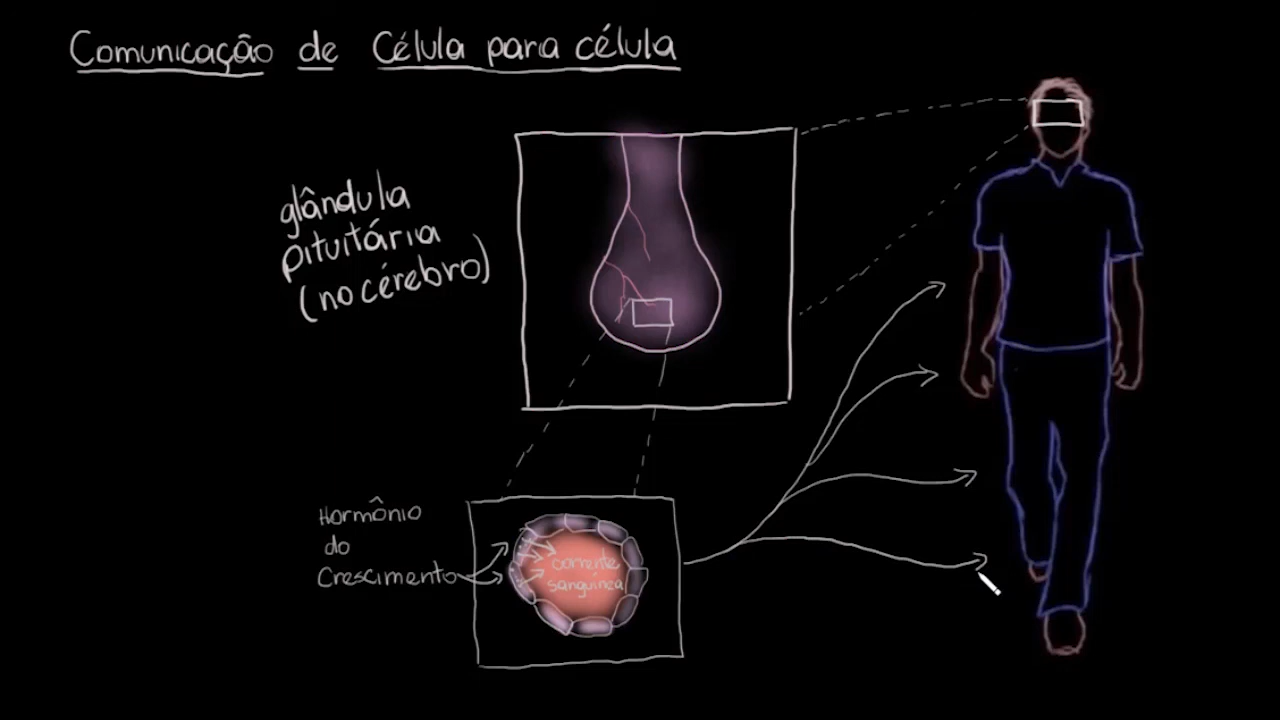 Comunicação de Célula para célula
glândula
pituitária
(no cérebro)
Hormônio
do
Crescimento
corrente
sanguínea